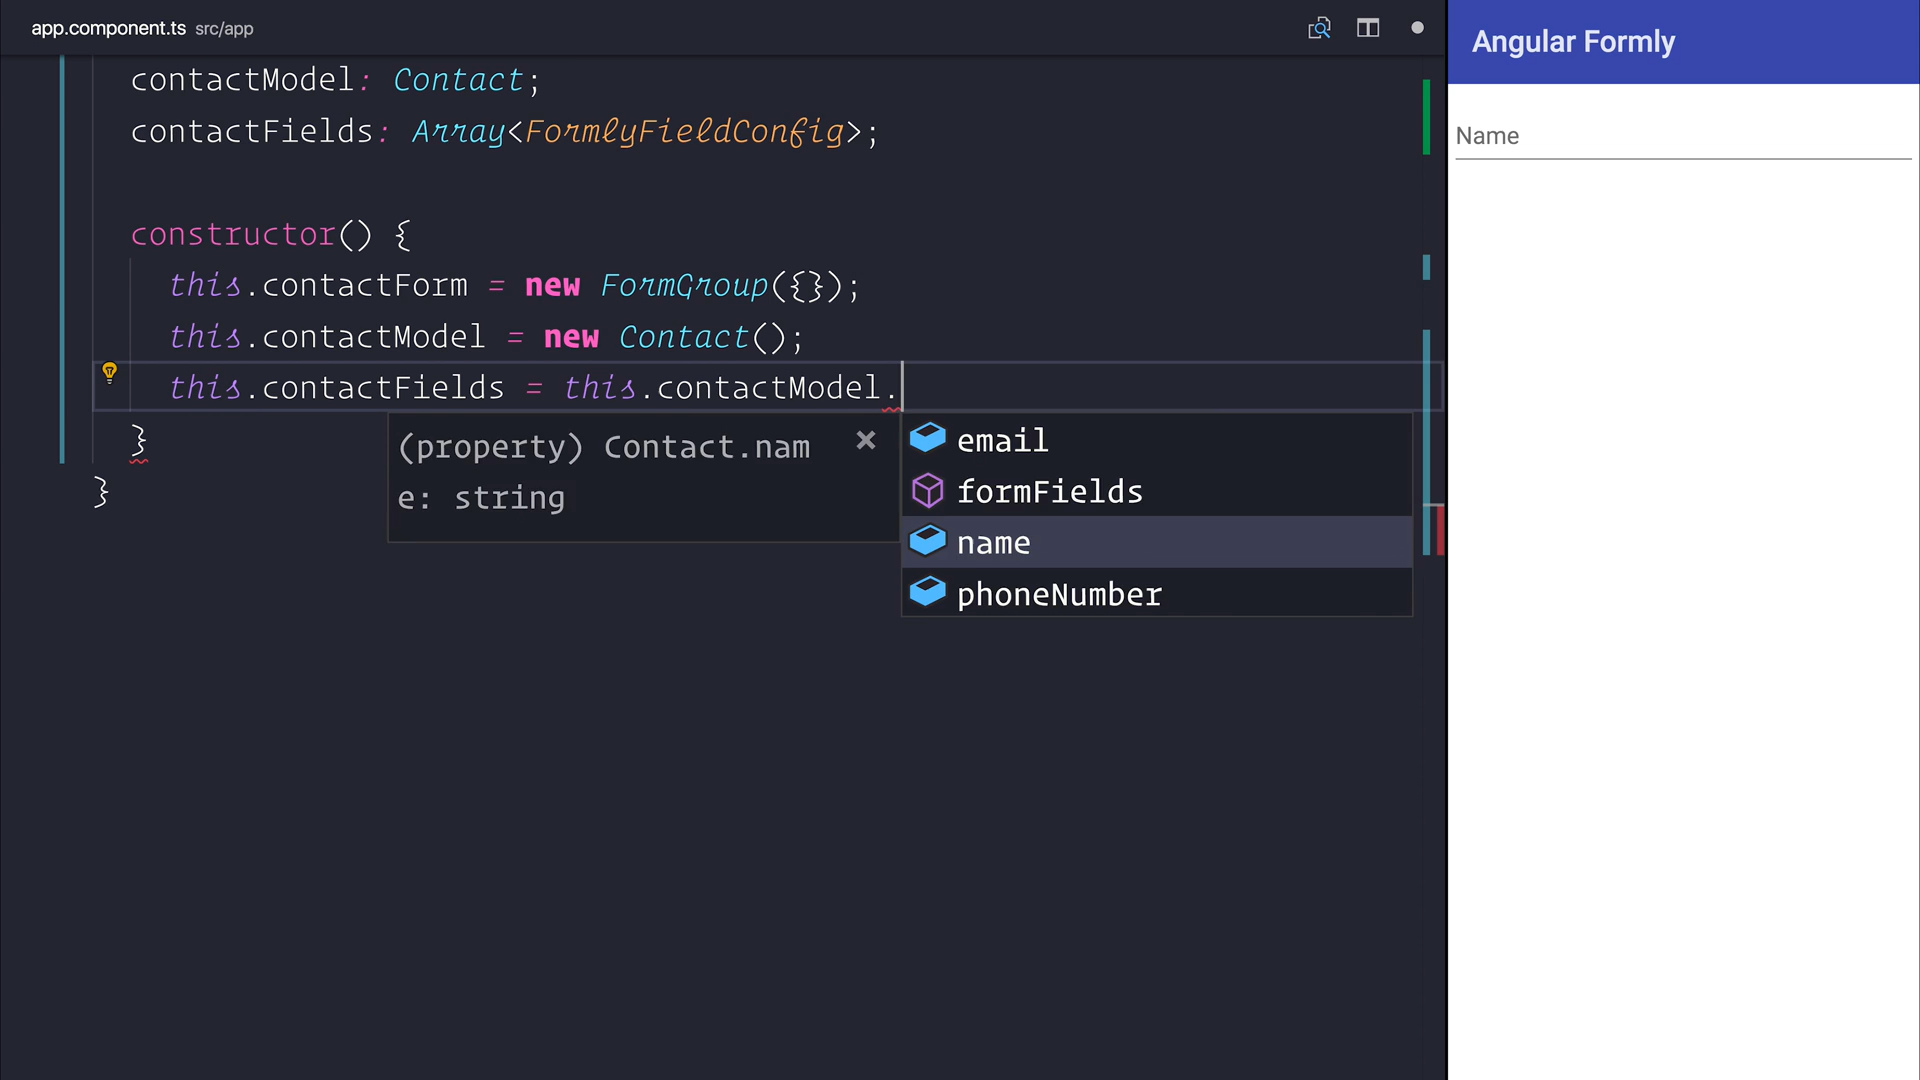 app.component.ts src/app
contactModel: Contact;
contactFields: Array<FormlyFieldConfig>;
constructor() {
this.contactForm = new FormGroup({});
this.contactModel = new Contact();
this.contactFields = this.contactModel.
}
}
(property) Contact.nam
e: string
email
formFields
name
phoneNumber
Angular Formly
Name